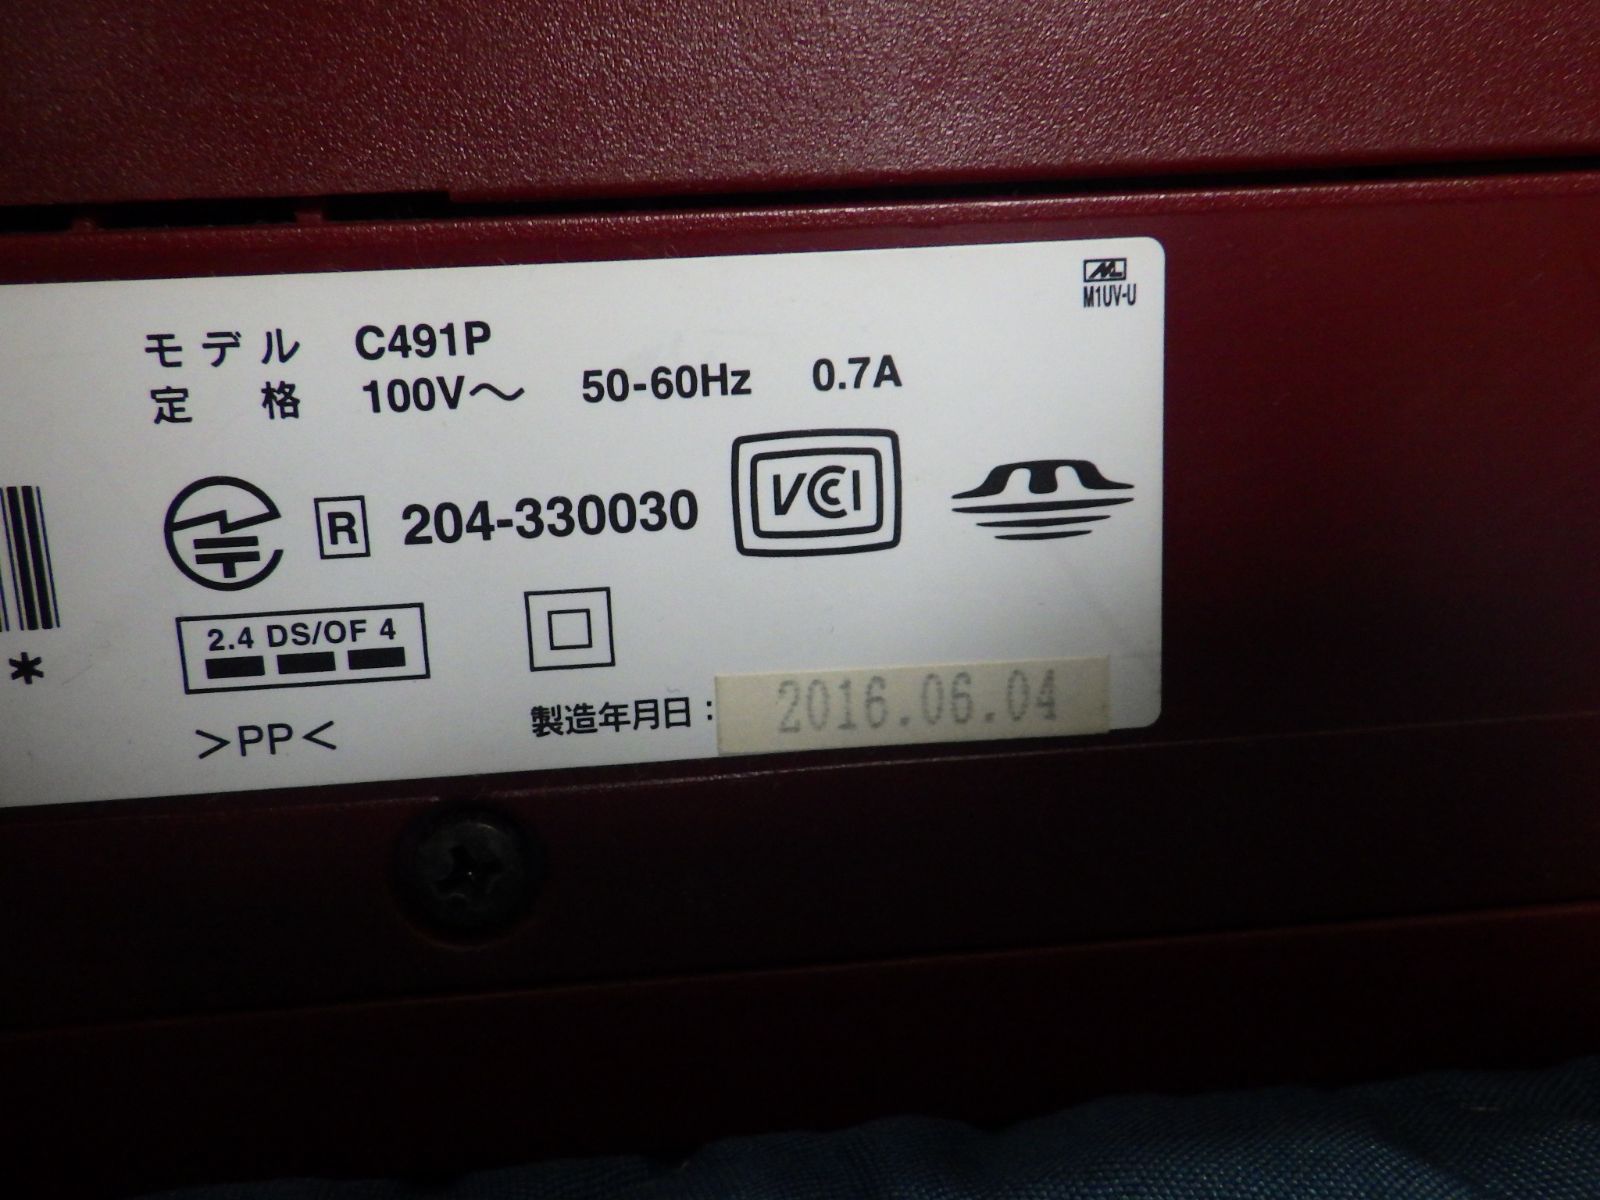 M1UV-U
モデル C491P
定格 100V～ 50-60Hz 0.7A
R 204-330030
VCCI
2.4 DS/OF 4
*
製造年月日: 2016.06.04
>PP<